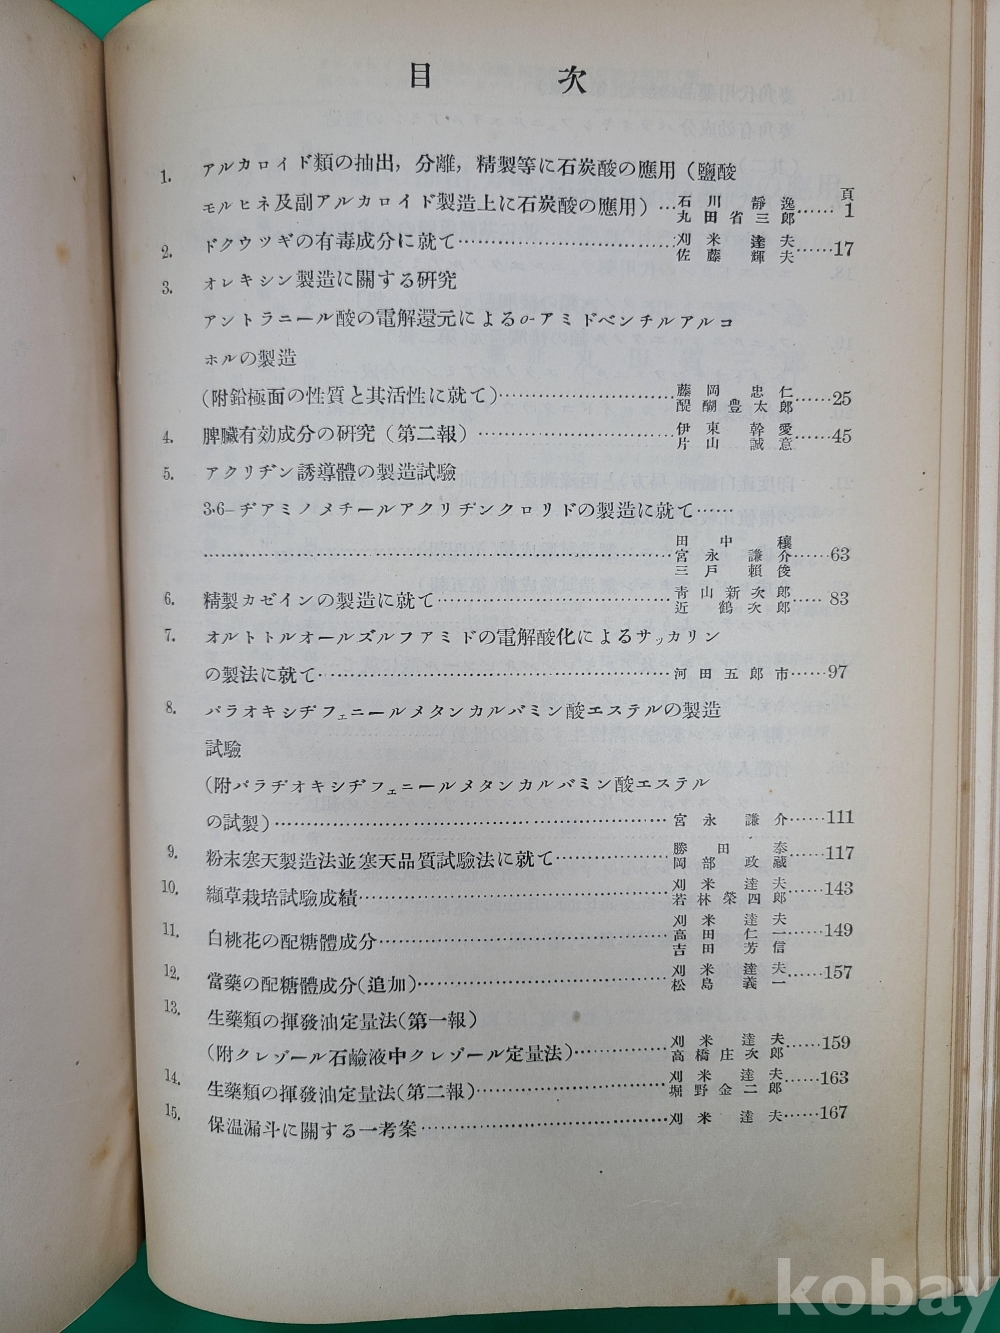 目次
1. アルカロイド類の抽出，分離，精製等に石炭酸の應用（鹽酸
頁
モルヒネ及副アルカロイド製造上に石炭酸の應用）…石川靜逸 丸田省三郎……1
2. ドクウツギの有毒成分に就て…………………刈米達夫 佐藤輝夫……17
3. オレキシン製造に關する硏究
アントラニール酸の電解還元によるo-アミドベンチルアルコ
ホルの製造
(附鉛極面の性質と其活性に就て)…………………藤岡忠仁 醍醐豊太郎……25
4. 脾臟有効成分の硏究（第二報）…………………伊東幹愛 片山誠意……45
5. アクリヂン誘導體の製造試驗
3·6−ヂアミノメチールアクリヂンクロリドの製造に就て……
…………………田中穰 宮永謙介 三戸賴俊……63
6. 精製カゼインの製造に就て…………………青山新次郎 近鶴次郎……83
7. オルトトルオールズルフアミドの電解酸化によるサッカリン
の製法に就て…………………河田五郎市……97
8. パラオキシヂフェニールメタンカルバミン酸エステルの製造
試驗
(附パラヂオキシヂフェニールメタンカルバミン酸エステル
の試製)…………………宮永謙介……111
9. 粉末寒天製造法並寒天品質試驗法に就て…………………勝田泰 岡部政藏……117
10. 纈草栽培試驗成績…………………刈米達夫 若林榮四郎……143
11. 白桃花の配糖體成分…………………刈米達夫 高田仁一 吉田芳信……149
12. 當藥の配糖體成分(追加)…………………刈米達夫 松島義一……157
13. 生藥類の揮發油定量法(第一報)
(附クレゾール石鹼液中クレゾール定量法)…………………刈米達夫 高橋庄次郎……159
14. 生藥類の揮發油定量法(第二報)…………………刈米達夫 堀野金二郎……163
15. 保温漏斗に關する一考案…………………刈米達夫……167
kobay